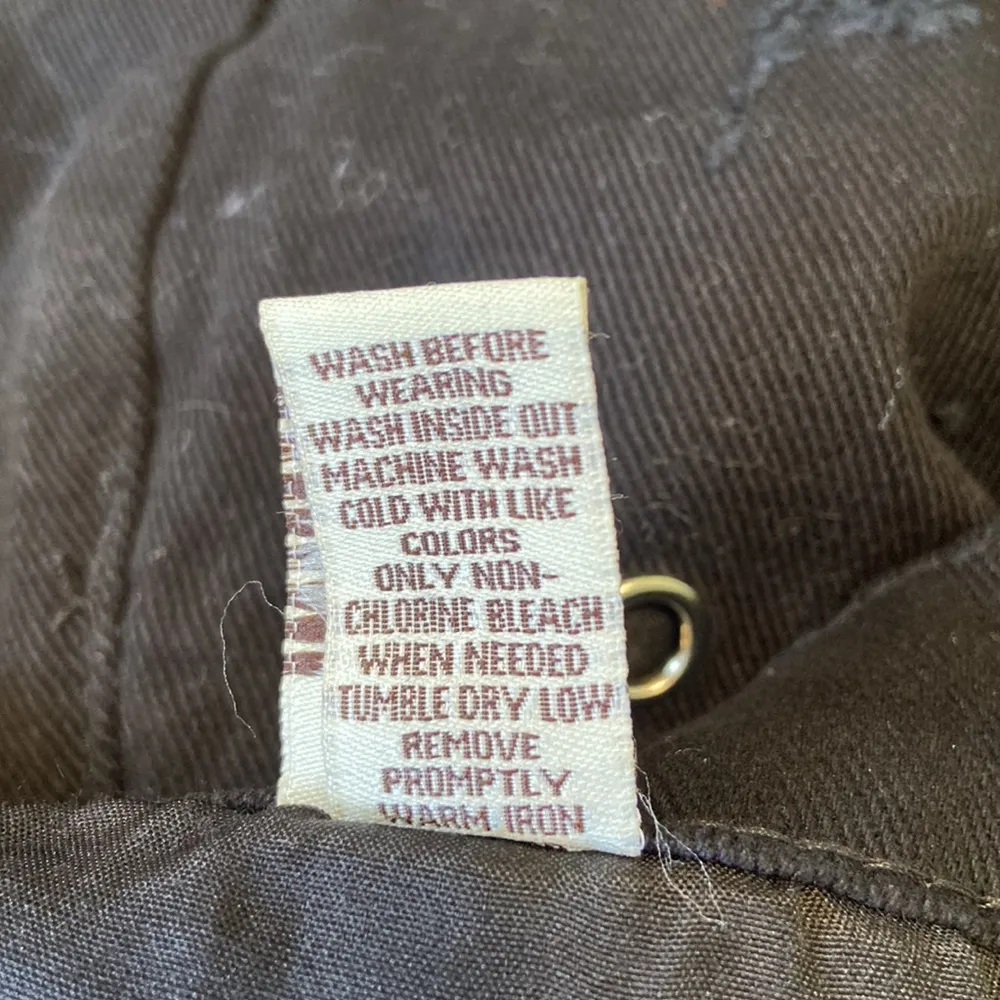 WASH BEFORE
WEARING
WASH INSIDE OUT
MACHINE WASH
COLD WITH LIKE
COLORS
ONLY NON-
CHLORINE BLEACH
WHEN NEEDED
TUMBLE DRY LOW
REMOVE
PROMPTLY
WARM IRON